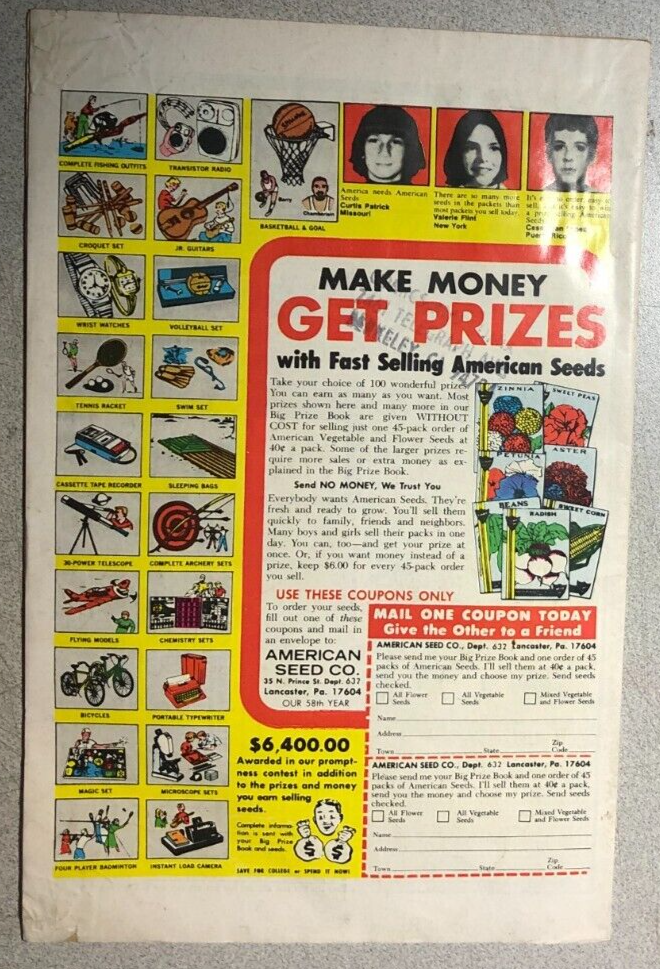 COMPLETE FISHING OUTFITS
TRANSISTOR RADIO
SPALDING
Barry
Chamberlain
BASKETBALL & GOAL
America needs American
Seeds
Curtis Patrick
Missouri
There are so many more
seeds in the packets than
most packets you sell today.
Valerie Flint
New York
Puerto Rico
CROQUET SET
JR. GUITARS
WRIST WATCHES
VOLLEYBALL SET
TENNIS RACKET
SWIM SET
CASSETTE TAPE RECORDER
SLEEPING BAGS
30-POWER TELESCOPE
COMPLETE ARCHERY SETS
FLYING MODELS
CHEMISTRY SETS
BICYCLES
PORTABLE TYPEWRITER
MAGIC SET
MICROSCOPE SETS
FOUR PLAYER BADMINTON
INSTANT LOAD CAMERA
MAKE MONEY
GET PRIZES
with Fast Selling American Seeds
TELEGRAPH
BERKELEY, CA
Take your choice of 100 wonderful prizes.
You can earn as many as you want. Most
prizes shown here and many more in our
Big Prize Book are given WITHOUT
COST for selling just one 45-pack order of
American Vegetable and Flower Seeds at
40¢ a pack. Some of the larger prizes re-
quire more sales or extra money as ex-
plained in the Big Prize Book.
Send NO MONEY, We Trust You
Everybody wants American Seeds. They're
fresh and ready to grow. You'll sell them
quickly to family, friends and neighbors.
Many boys and girls sell their packs in one
day. You can, too—and get your prize at
once. Or, if you want money instead of a
prize, keep $6.00 for every 45-pack order
you sell.
ZINNIA
SWEET PEAS
PETUNIA
ASTER
BEANS
RADISH
SWEET CORN
USE THESE COUPONS ONLY
To order your seeds,
fill out one of these
coupons and mail in
an envelope to:
AMERICAN
SEED CO.
35 N. Prince St. Dept 632
Lancaster, Pa. 17604
OUR 58th YEAR
MAIL ONE COUPON TODAY
Give the Other to a Friend
AMERICAN SEED CO., Dept. 632 Lancaster, Pa. 17604
Please send me your Big Prize Book and one order of 45
packs of American Seeds. I'll sell them at 40¢ a pack,
send you the money and choose my prize. Send seeds
checked.
All Flower
Seeds
All Vegetable
Seeds
Mixed Vegetable
and Flower Seeds
Name
Address
Town State Zip Code
AMERICAN SEED CO., Dept. 632 Lancaster, Pa. 17604
Please send me your Big Prize Book and one order of 45
packs of American Seeds. I'll sell them at 40¢ a pack,
send you the money and choose my prize. Send seeds
checked.
All Flower
Seeds
All Vegetable
Seeds
Mixed Vegetable
and Flower Seeds
Name
Address
Town State Zip Code
$6,400.00
Awarded in our prompt-
ness contest in addition
to the prizes and money
you earn selling
seeds.
Complete informa-
tion is sent with
your Big Prize
Book and seeds.
$ $
SAVE FOR COLLEGE or SPEND IT NOW!